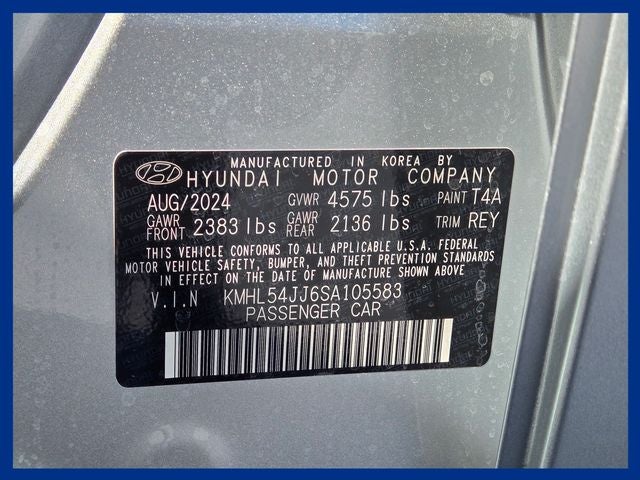 MANUFACTURED IN KOREA BY
HYUNDAI MOTOR COMPANY
AUG/2024 GVWR 4575 lbs PAINT T4A
GAWR FRONT 2383 lbs GAWR REAR 2136 lbs TRIM REY
THIS VEHICLE CONFORMS TO ALL APPLICABLE U.S.A. FEDERAL
MOTOR VEHICLE SAFETY, BUMPER, AND THEFT PREVENTION STANDARDS
IN EFFECT ON THE DATE OF MANUFACTURE SHOWN ABOVE
V.I.N KMHL54JJ6SA105583
PASSENGER CAR